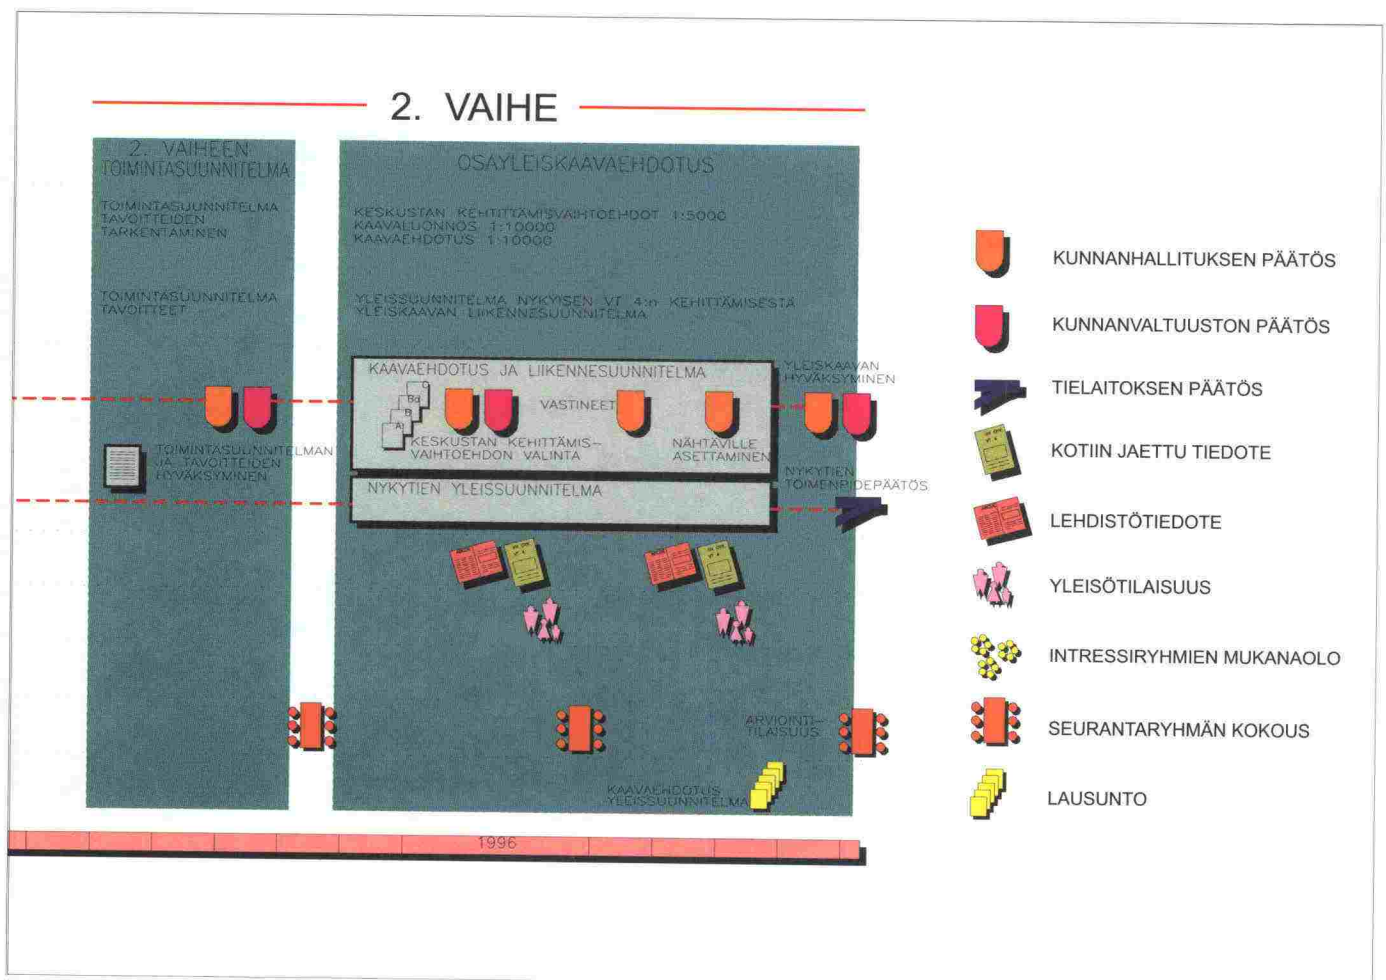 2. VAIHE
2. VAIHEEN
TOIMINTASUUNNITELMA
TOIMINTASUUNNITELMA
TAVOITTEIDEN
TARKENTAMINEN
TOIMINTASUUNNITELMA
TAVOITTEET
TOIMINTASUUNNITELMAN
JA TAVOITTEIDEN
HYVÄKSYMINEN
OSAYLEISKAAVAEHDOTUS
KESKUSTAN KEHTITTÄMISVAIHTOEHDOT 1:5000
KAAVALUONNOS 1:10000
KAAVAEHDOTUS 1:10000
YLEISSUUNNITELMA NYKYISEN VT 4:n KEHITTÄMISESTÄ
YLEISKAAVAN LIIKENNESUUNNITELMA
KAAVAEHDOTUS JA LIIKENNESUUNNITELMA
A
B
VASTINEET
KESKUSTAN KEHITTÄMIS-
VAIHTOEHDON VALINTA
NÄHTÄVILLE
ASETTAMINEN
YLEISKAAVAN
HYVÄKSYMINEN
NYKYTIEN YLEISSUUNNITELMA
NYKYTIEN
TOIMENPIDEPÄÄTÖS
ARVIOINTI-
TILAISUUS
KAAVAEHDOTUS
YLEISSUUNNITELMA
1996
KUNNANHALLITUKSEN PÄÄTÖS
KUNNANVALTUUSTON PÄÄTÖS
TIELAITOKSEN PÄÄTÖS
KOTIIN JAETTU TIEDOTE
LEHDISTÖTIEDOTE
YLEISÖTILAISUUS
INTRESSIRYHMIEN MUKANAOLO
SEURANTARYHMÄN KOKOUS
LAUSUNTO